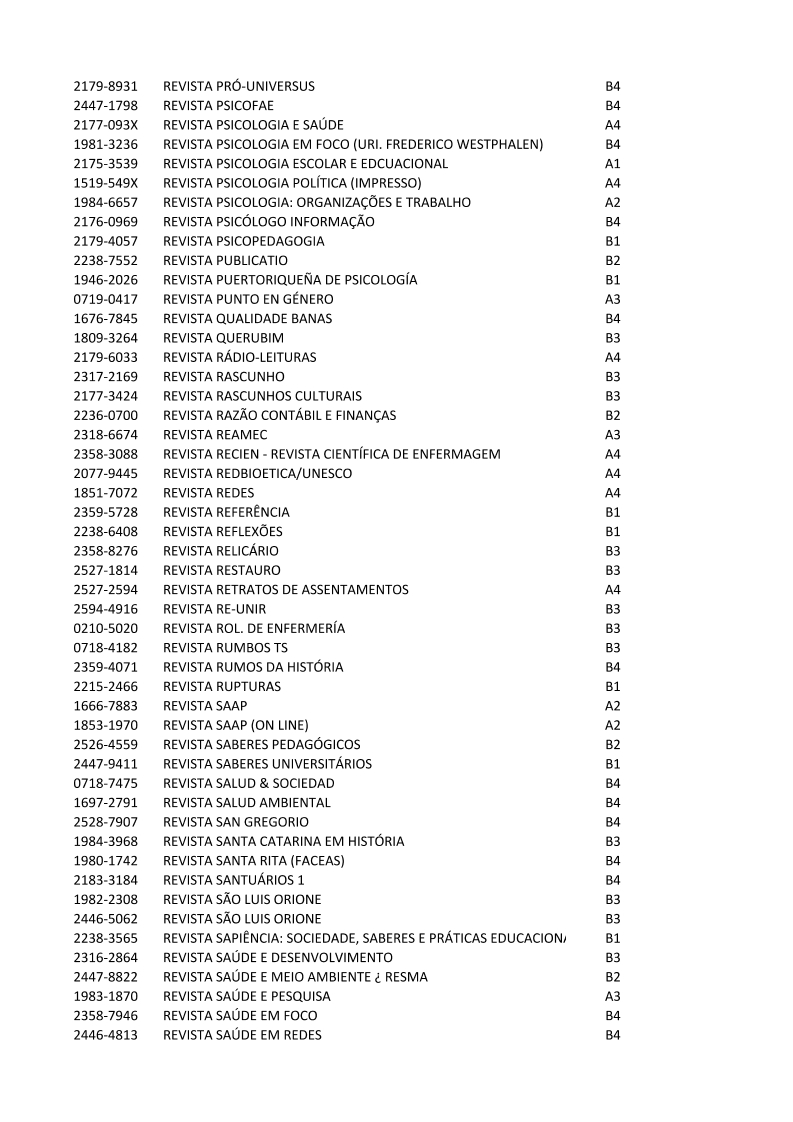 2179-8931 REVISTA PRÓ-UNIVERSUS B4
2447-1798 REVISTA PSICOFAE B4
2177-093X REVISTA PSICOLOGIA E SAÚDE A4
1981-3236 REVISTA PSICOLOGIA EM FOCO (URI. FREDERICO WESTPHALEN) B4
2175-3539 REVISTA PSICOLOGIA ESCOLAR E EDCUACIONAL A1
1519-549X REVISTA PSICOLOGIA POLÍTICA (IMPRESSO) A4
1984-6657 REVISTA PSICOLOGIA: ORGANIZAÇÕES E TRABALHO A2
2176-0969 REVISTA PSICÓLOGO INFORMAÇÃO B4
2179-4057 REVISTA PSICOPEDAGOGIA B1
2238-7552 REVISTA PUBLICATIO B2
1946-2026 REVISTA PUERTORIQUEÑA DE PSICOLOGÍA B1
0719-0417 REVISTA PUNTO EN GÉNERO A3
1676-7845 REVISTA QUALIDADE BANAS B4
1809-3264 REVISTA QUERUBIM B3
2179-6033 REVISTA RÁDIO-LEITURAS A4
2317-2169 REVISTA RASCUNHO B3
2177-3424 REVISTA RASCUNHOS CULTURAIS B3
2236-0700 REVISTA RAZÃO CONTÁBIL E FINANÇAS B2
2318-6674 REVISTA REAMEC A3
2358-3088 REVISTA RECIEN - REVISTA CIENTÍFICA DE ENFERMAGEM A4
2077-9445 REVISTA REDBIOETICA/UNESCO A4
1851-7072 REVISTA REDES A4
2359-5728 REVISTA REFERÊNCIA B1
2238-6408 REVISTA REFLEXÕES B1
2358-8276 REVISTA RELICÁRIO B3
2527-1814 REVISTA RESTAURO B3
2527-2594 REVISTA RETRATOS DE ASSENTAMENTOS A4
2594-4916 REVISTA RE-UNIR B3
0210-5020 REVISTA ROL. DE ENFERMERÍA B3
0718-4182 REVISTA RUMBOS TS B3
2359-4071 REVISTA RUMOS DA HISTÓRIA B4
2215-2466 REVISTA RUPTURAS B1
1666-7883 REVISTA SAAP A2
1853-1970 REVISTA SAAP (ON LINE) A2
2526-4559 REVISTA SABERES PEDAGÓGICOS B2
2447-9411 REVISTA SABERES UNIVERSITÁRIOS B1
0718-7475 REVISTA SALUD & SOCIEDAD B4
1697-2791 REVISTA SALUD AMBIENTAL B4
2528-7907 REVISTA SAN GREGORIO B4
1984-3968 REVISTA SANTA CATARINA EM HISTÓRIA B3
1980-1742 REVISTA SANTA RITA (FACEAS) B4
2183-3184 REVISTA SANTUÁRIOS 1 B4
1982-2308 REVISTA SÃO LUIS ORIONE B3
2446-5062 REVISTA SÃO LUIS ORIONE B3
2238-3565 REVISTA SAPIÊNCIA: SOCIEDADE, SABERES E PRÁTICAS EDUCACIONA B1
2316-2864 REVISTA SAÚDE E DESENVOLVIMENTO B3
2447-8822 REVISTA SAÚDE E MEIO AMBIENTE ¿ RESMA B2
1983-1870 REVISTA SAÚDE E PESQUISA A3
2358-7946 REVISTA SAÚDE EM FOCO B4
2446-4813 REVISTA SAÚDE EM REDES B4